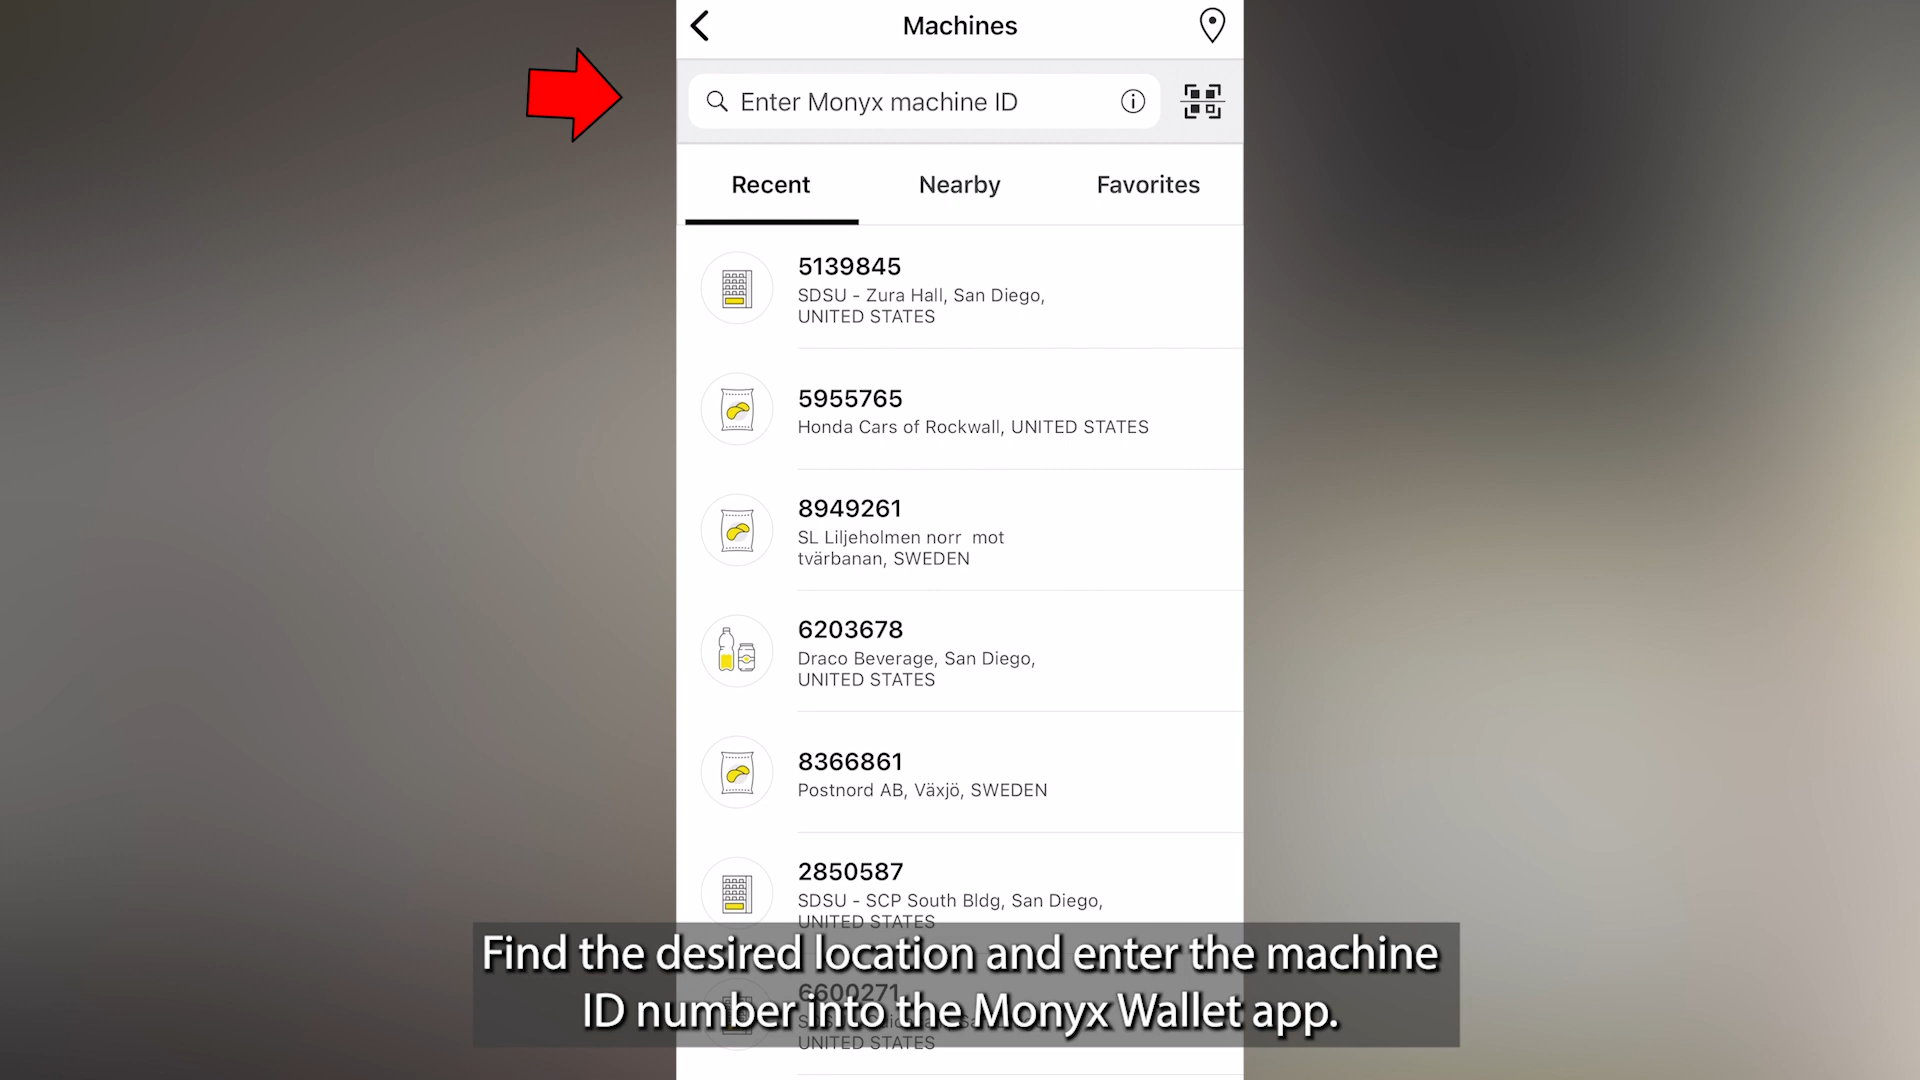 Machines
Enter Monyx machine ID
Recent
Nearby
Favorites
5139845
SDSU - Zura Hall, San Diego,
UNITED STATES
5955765
Honda Cars of Rockwall, UNITED STATES
8949261
SL Liljeholmen norr  mot
tvärbanan, SWEDEN
6203678
Draco Beverage, San Diego,
UNITED STATES
8366861
Postnord AB, Växjö, SWEDEN
2850587
SDSU - SCP South Bldg, San Diego,
UNITED STATES
6600271
UNITED STATES
Find the desired location and enter the machine
ID number into the Monyx Wallet app.